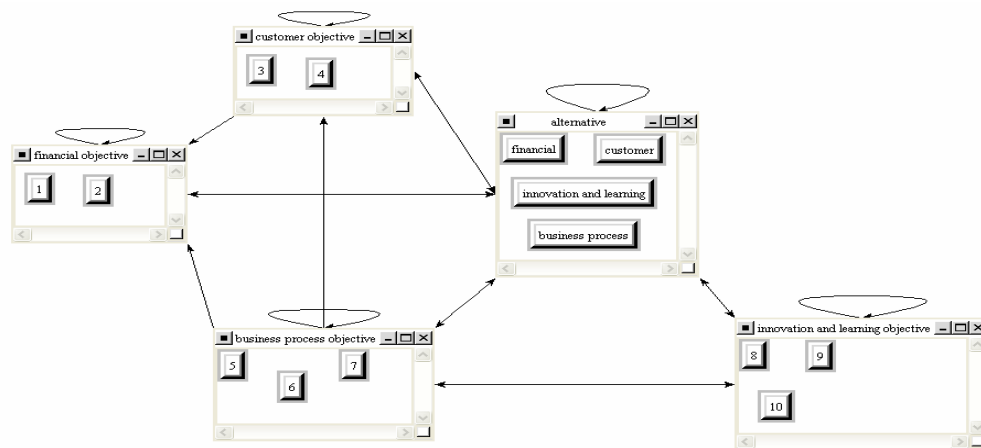 customer objective
3
4
alternative
financial
customer
innovation and learning
business process
financial objective
1
2
business process objective
5
6
7
innovation and learning objective
8
9
10